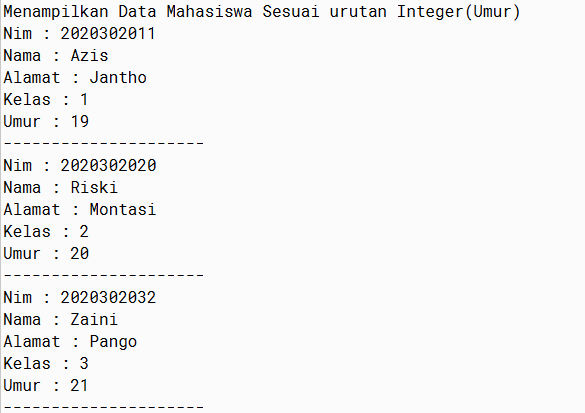 Menampilkan Data Mahasiswa Sesuai urutan Integer(Umur)
Nim : 2020302011
Nama : Azis
Alamat : Jantho
Kelas : 1
Umur : 19
---------------------
Nim : 2020302020
Nama : Riski
Alamat : Montasi
Kelas : 2
Umur : 20
---------------------
Nim : 2020302032
Nama : Zaini
Alamat : Pango
Kelas : 3
Umur : 21
---------------------